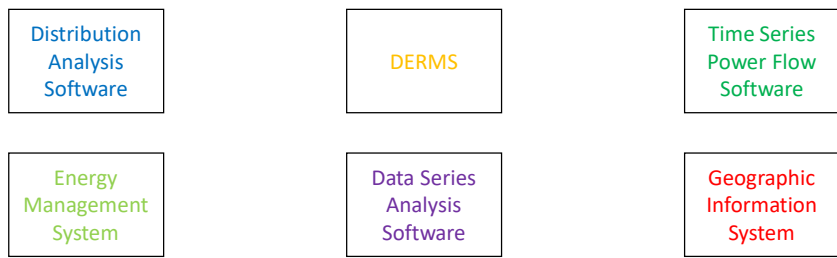 Distribution
Analysis
Software
DERMS
Time Series
Power Flow
Software
Energy
Management
System
Data Series
Analysis
Software
Geographic
Information
System